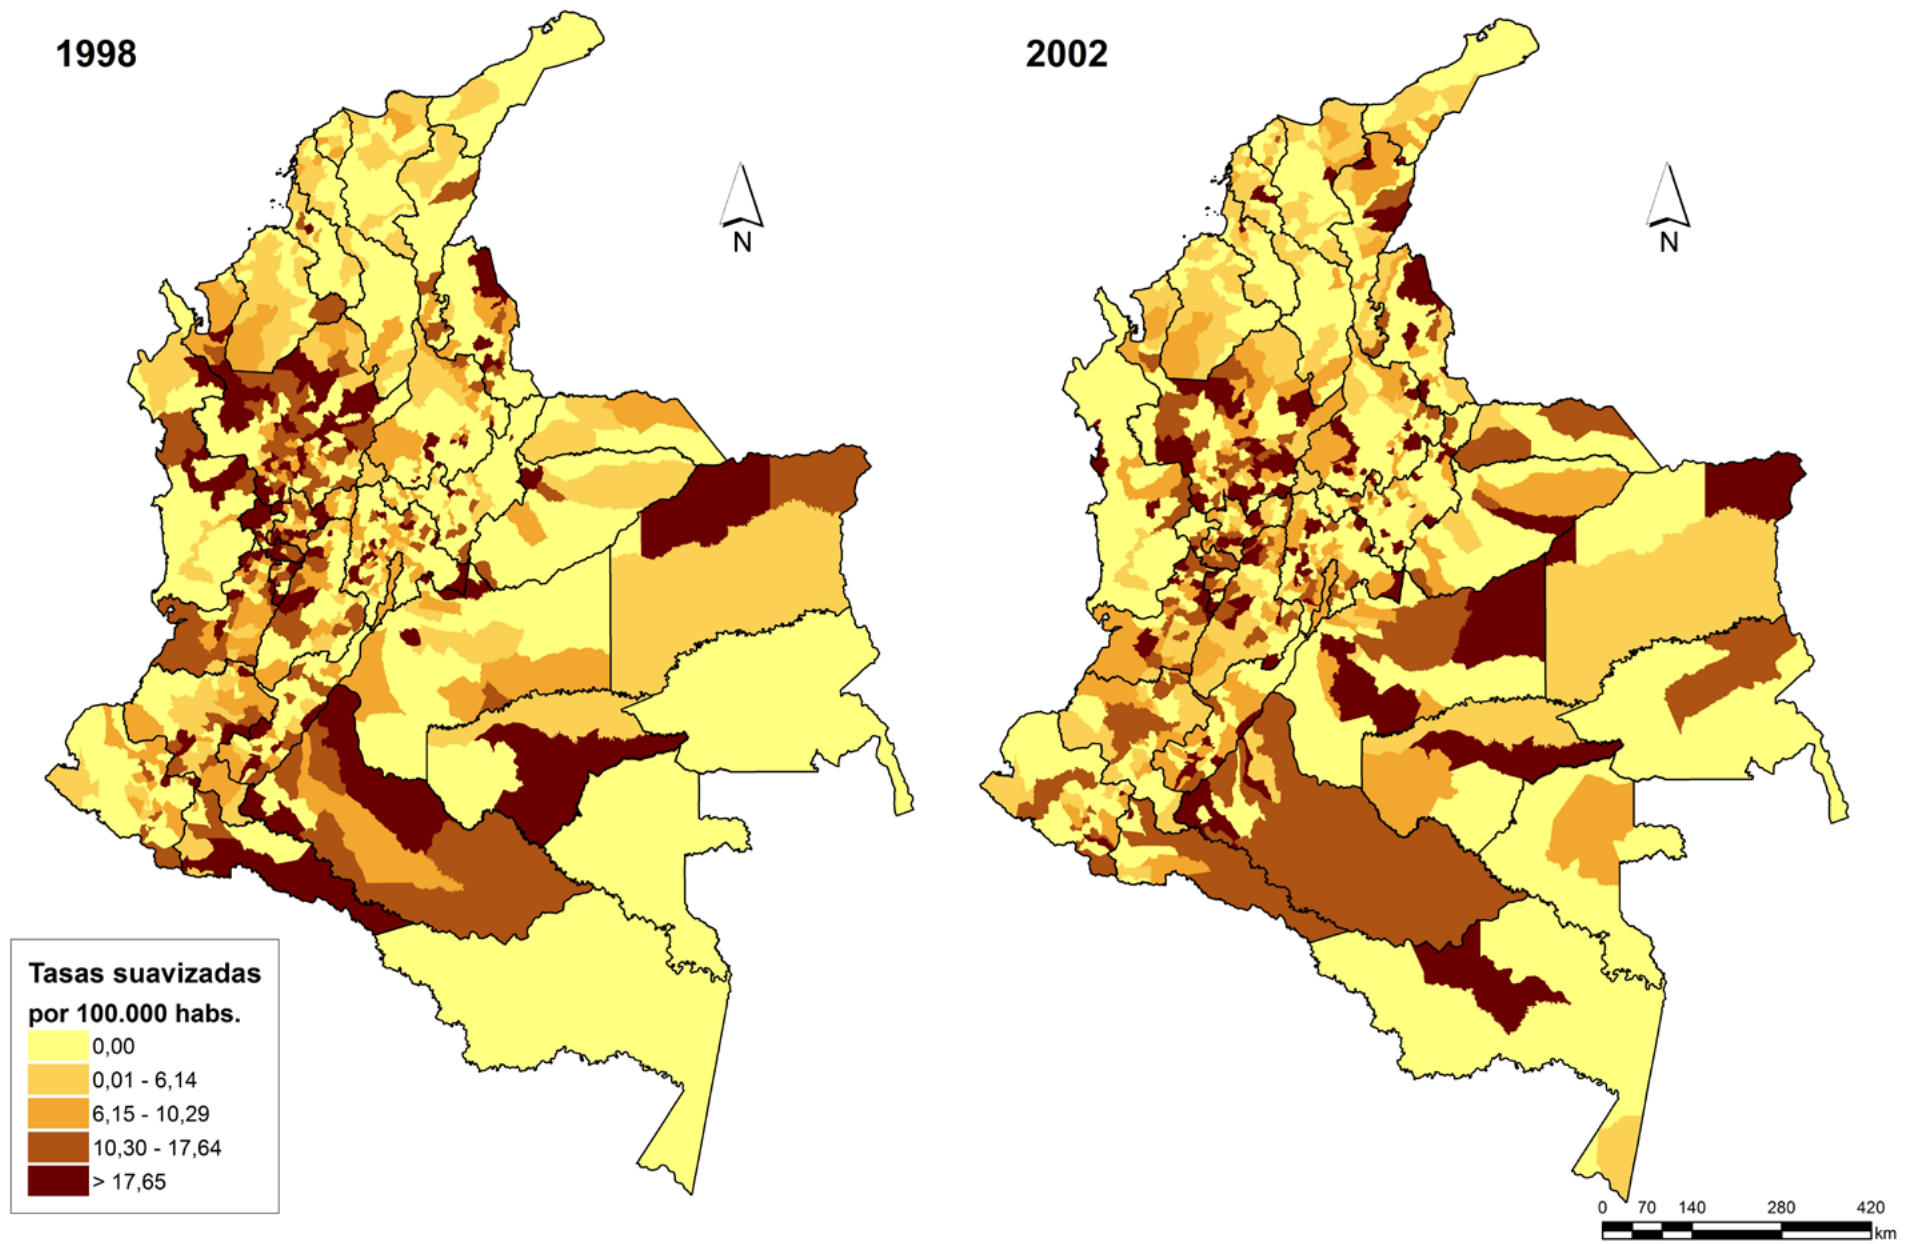 1998
2002
N
N
Tasas suavizadas
por 100.000 habs.
0,00
0,01 - 6,14
6,15 - 10,29
10,30 - 17,64
> 17,65
0 70 140 280 420
km